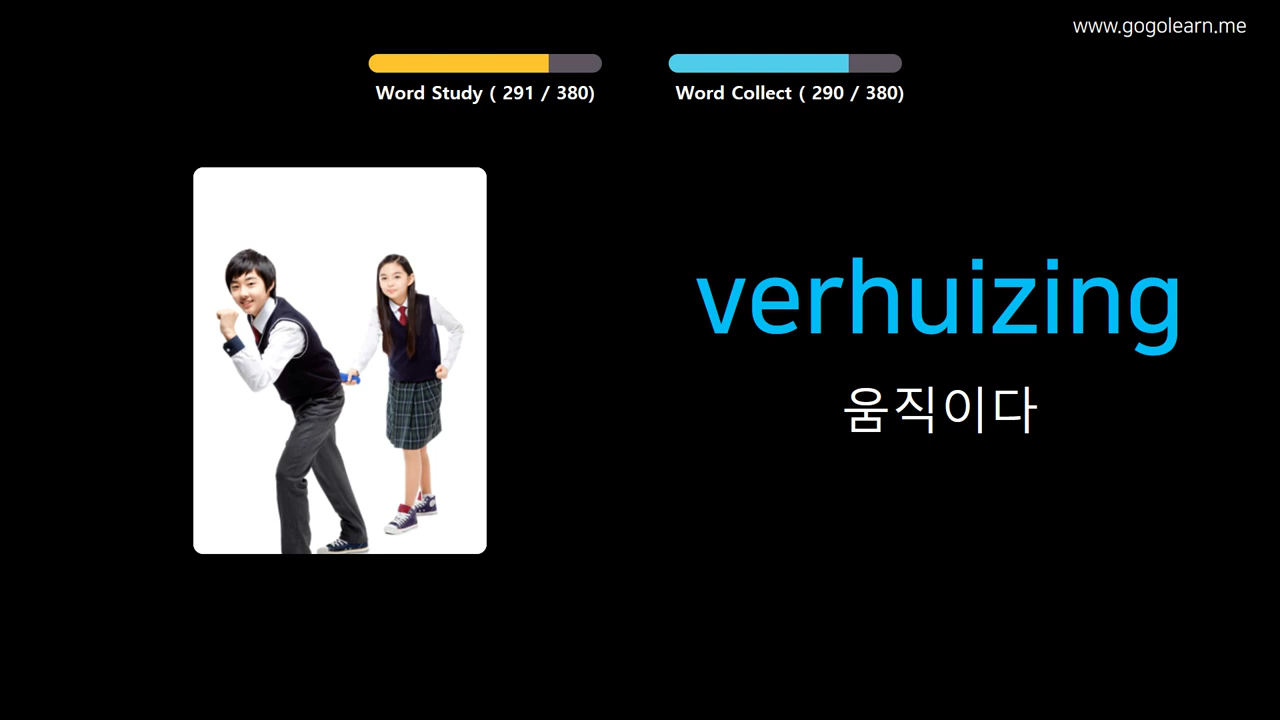 www.gogolearn.me
Word Study ( 291 / 380)
Word Collect ( 290 / 380)
verhuizing
움직이다